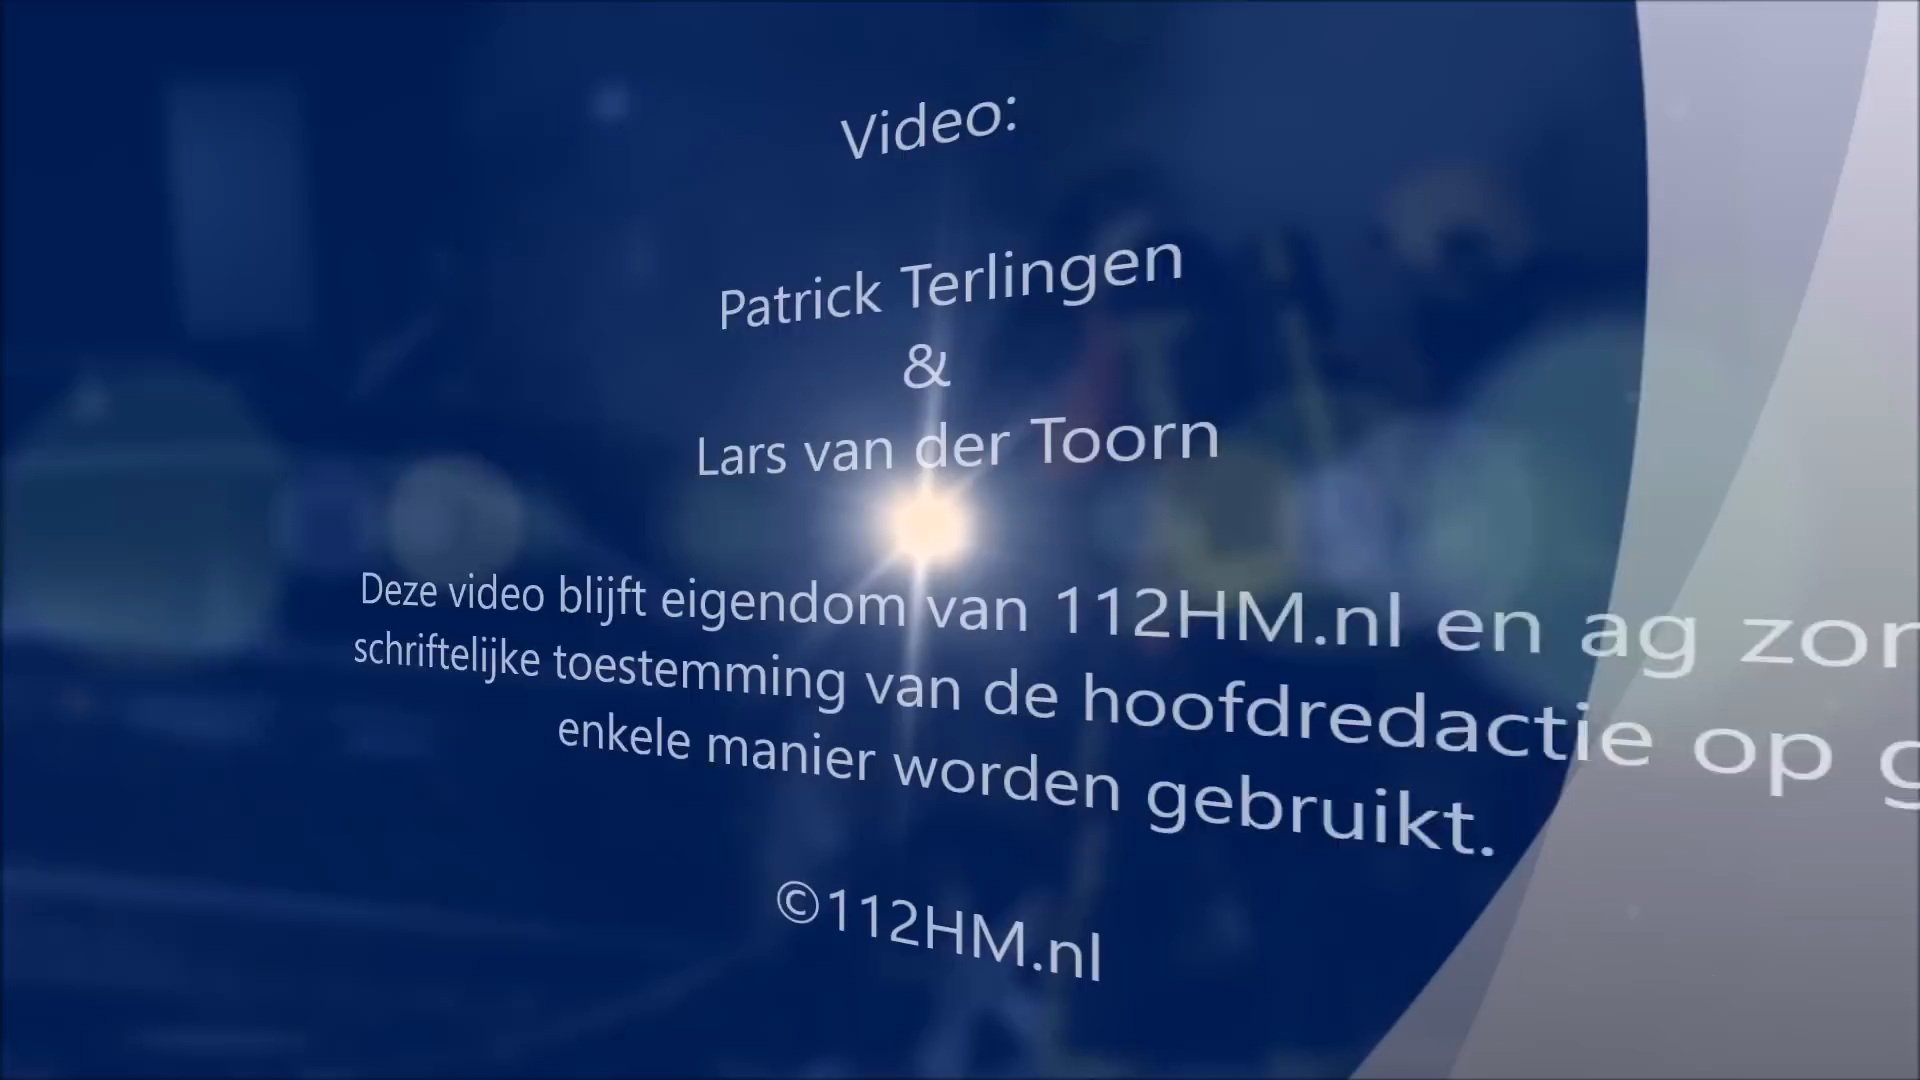 Video:
Patrick Terlingen
&
Lars van der Toorn
Deze video blijft eigendom van 112HM.nl en ag
schriftelijke toestemming van de hoofdredactie op
enkele manier worden gebruikt.
©112HM.nl